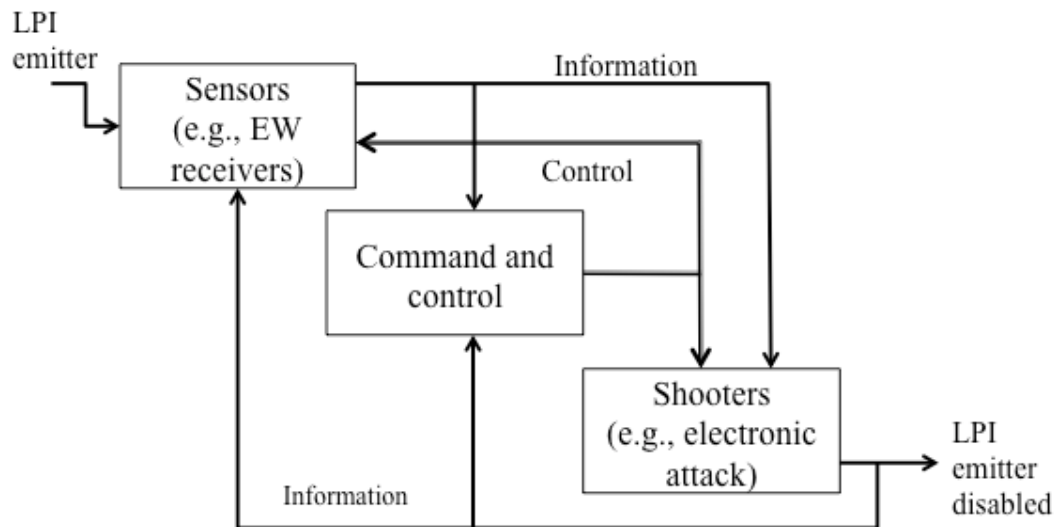 LPI
emitter
Sensors
(e.g., EW
receivers)
Information
Control
Command and
control
Shooters
(e.g., electronic
attack)
LPI
emitter
disabled
Information